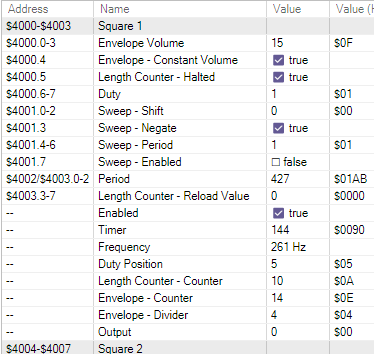 Address Name Value Value (H
$4000-$4003 Square 1
$4000.0-3 Envelope Volume 15 $0F
$4000.4 Envelope - Constant Volume true
$4000.5 Length Counter - Halted true
$4000.6-7 Duty 1 $01
$4001.0-2 Sweep - Shift 0 $00
$4001.3 Sweep - Negate true
$4001.4-6 Sweep - Period 1 $01
$4001.7 Sweep - Enabled false
$4002/$4003.0-2 Period 427 $01AB
$4003.3-7 Length Counter - Reload Value 0 $0000
-- Enabled true
-- Timer 144 $0090
-- Frequency 261 Hz
-- Duty Position 5 $05
-- Length Counter - Counter 10 $0A
-- Envelope - Counter 14 $0E
-- Envelope - Divider 4 $04
-- Output 0 $00
$4004-$4007 Square 2